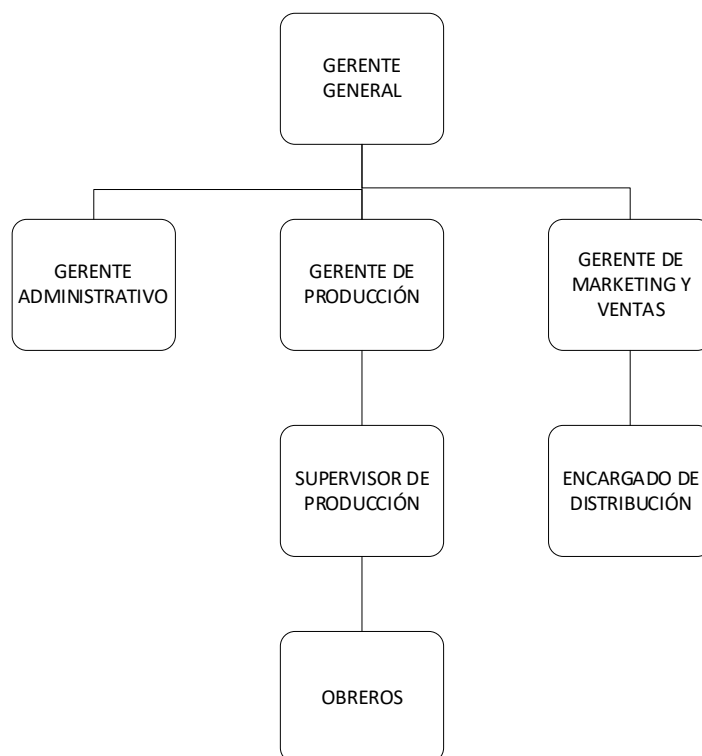 GERENTE
GENERAL
GERENTE
ADMINISTRATIVO
GERENTE DE
PRODUCCIÓN
GERENTE DE
MARKETING Y
VENTAS
SUPERVISOR DE
PRODUCCIÓN
ENCARGADO DE
DISTRIBUCIÓN
OBREROS